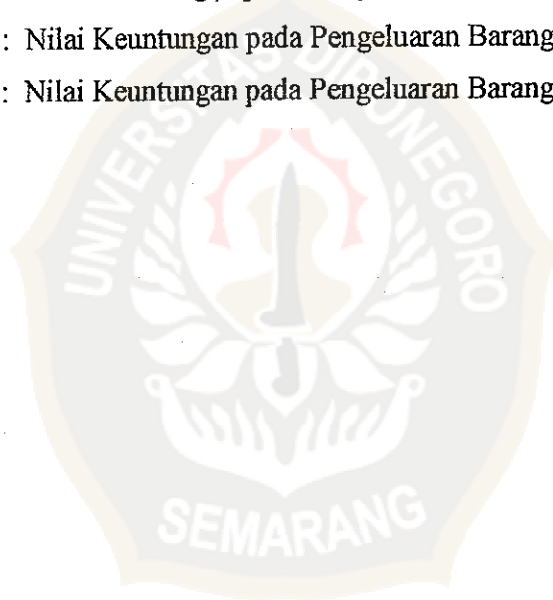 : Nilai Keuntungan pada Pengeluaran Barang
: Nilai Keuntungan pada Pengeluaran Barang
UNIVERSITAS DIPONEGORO
SEMARANG